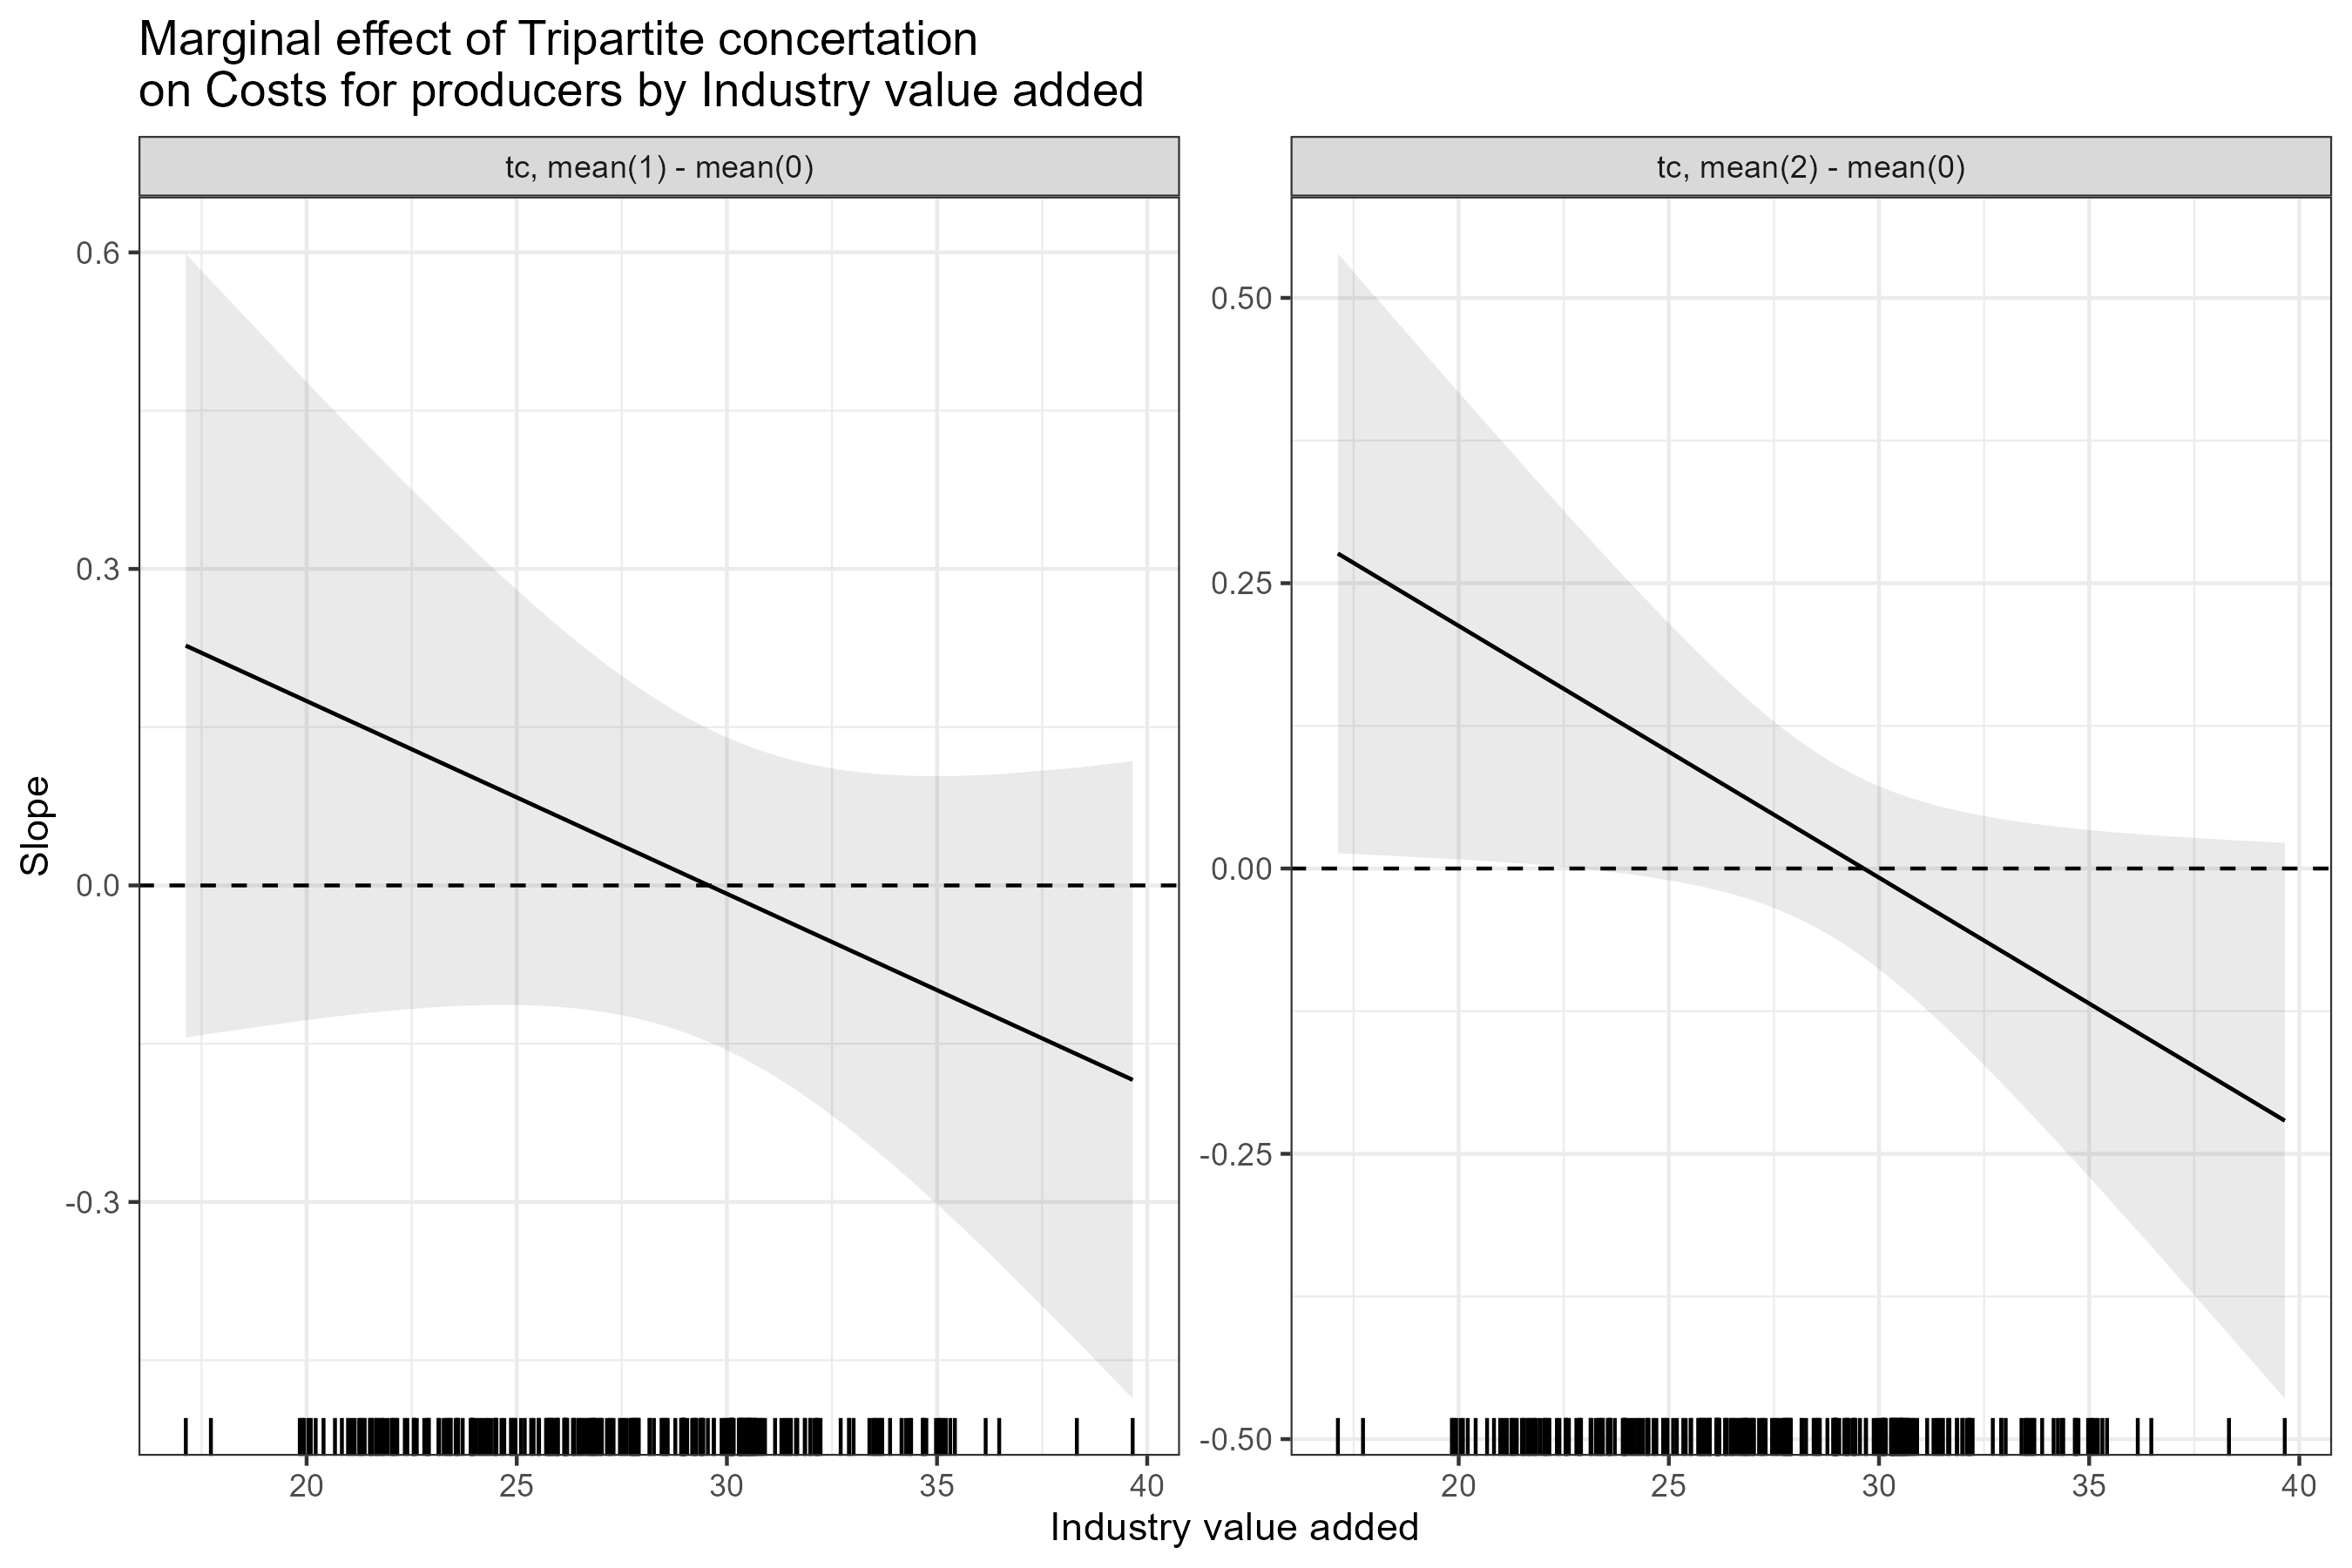 Marginal effect of Tripartite concertation
on Costs for producers by Industry value added
tc, mean(1) - mean(0)
tc, mean(2) - mean(0)
Slope
0.6
0.3
0.0
-0.3
0.50
0.25
0.00
-0.25
-0.50
20 25 30 35 40
20 25 30 35 40
Industry value added